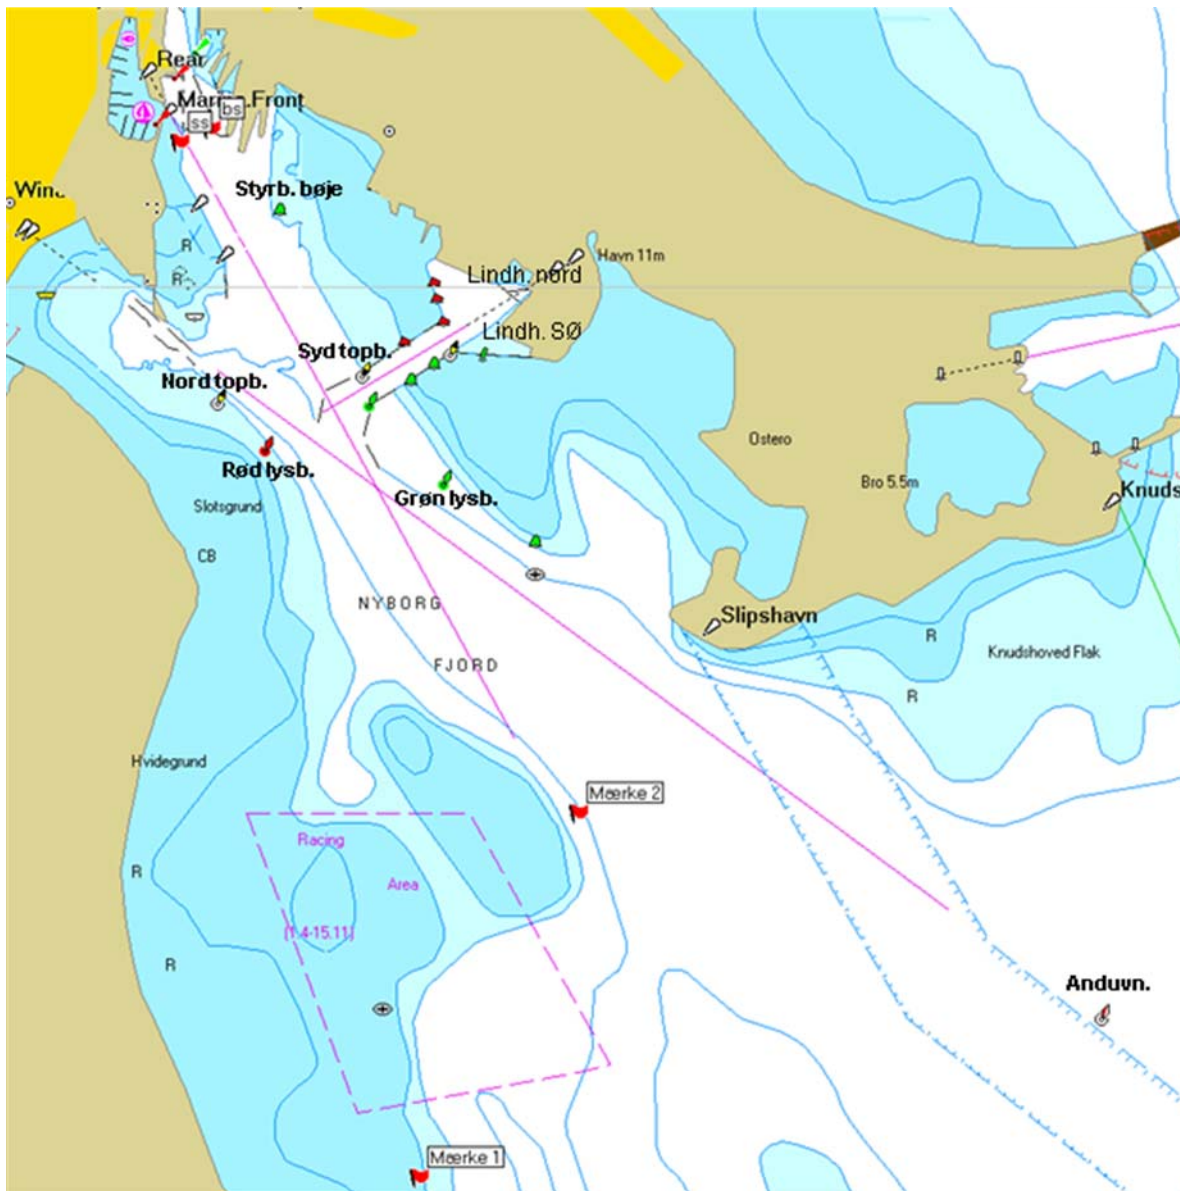 Rear
Marina Front
bs
ss
Styrb. bøje
R
R
Havn 11m
Lindh. nord
Lindh. SØ
Syd topb.
Nord topb.
Ostero
Rød lysb.
Bro 5.5m
Grøn lysb.
Knuds
Slotsgrund
CB
NYBORG
Slipshavn
R
Knudshoved Flak
FJORD
R
Hvidegrund
Mærke 2
Racing
R
Area
(1.4-15.11)
R
Anduvn.
Mærke 1